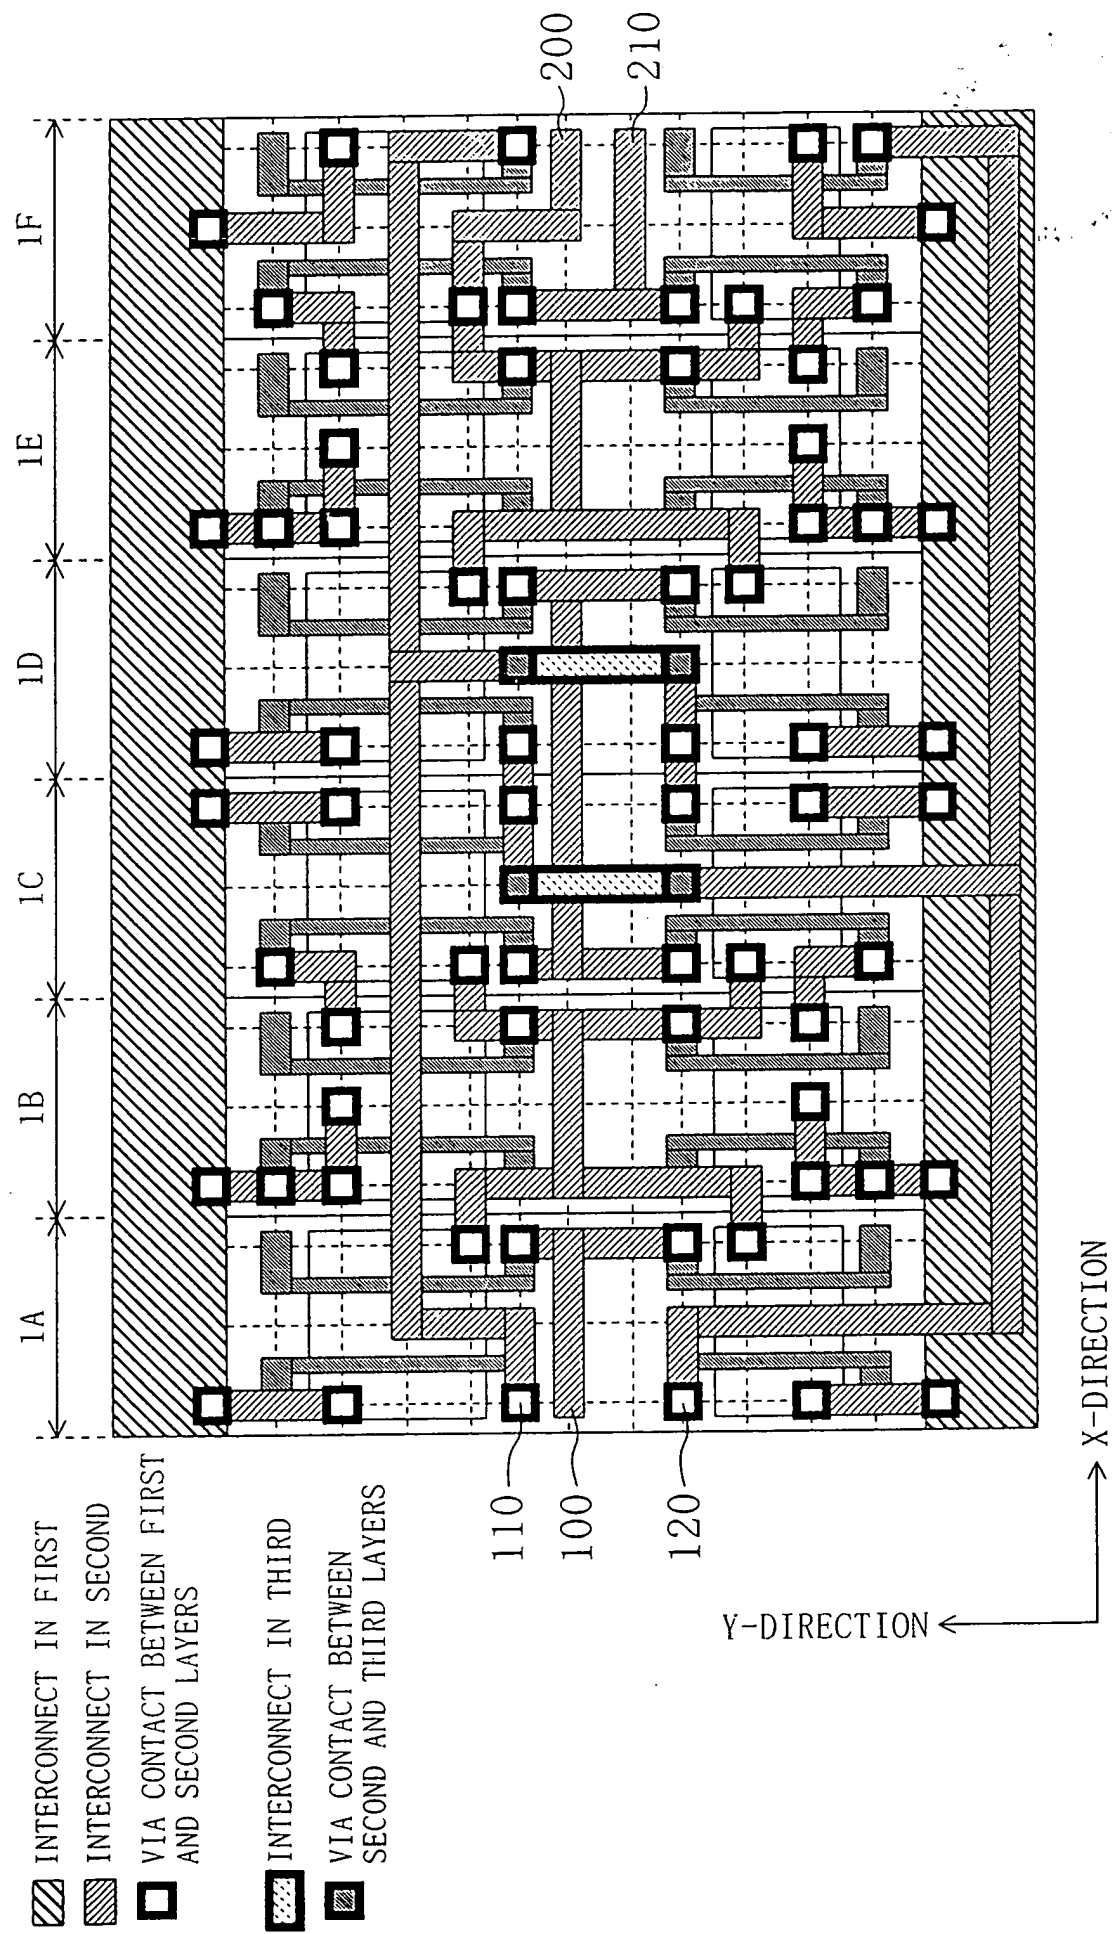 INTERCONNECT IN FIRST
INTERCONNECT IN SECOND
VIA CONTACT BETWEEN FIRST
AND SECOND LAYERS
INTERCONNECT IN THIRD
VIA CONTACT BETWEEN
SECOND AND THIRD LAYERS
1A
1B
1C
1D
1E
1F
110
100
120
200
210
Y-DIRECTION
X-DIRECTION